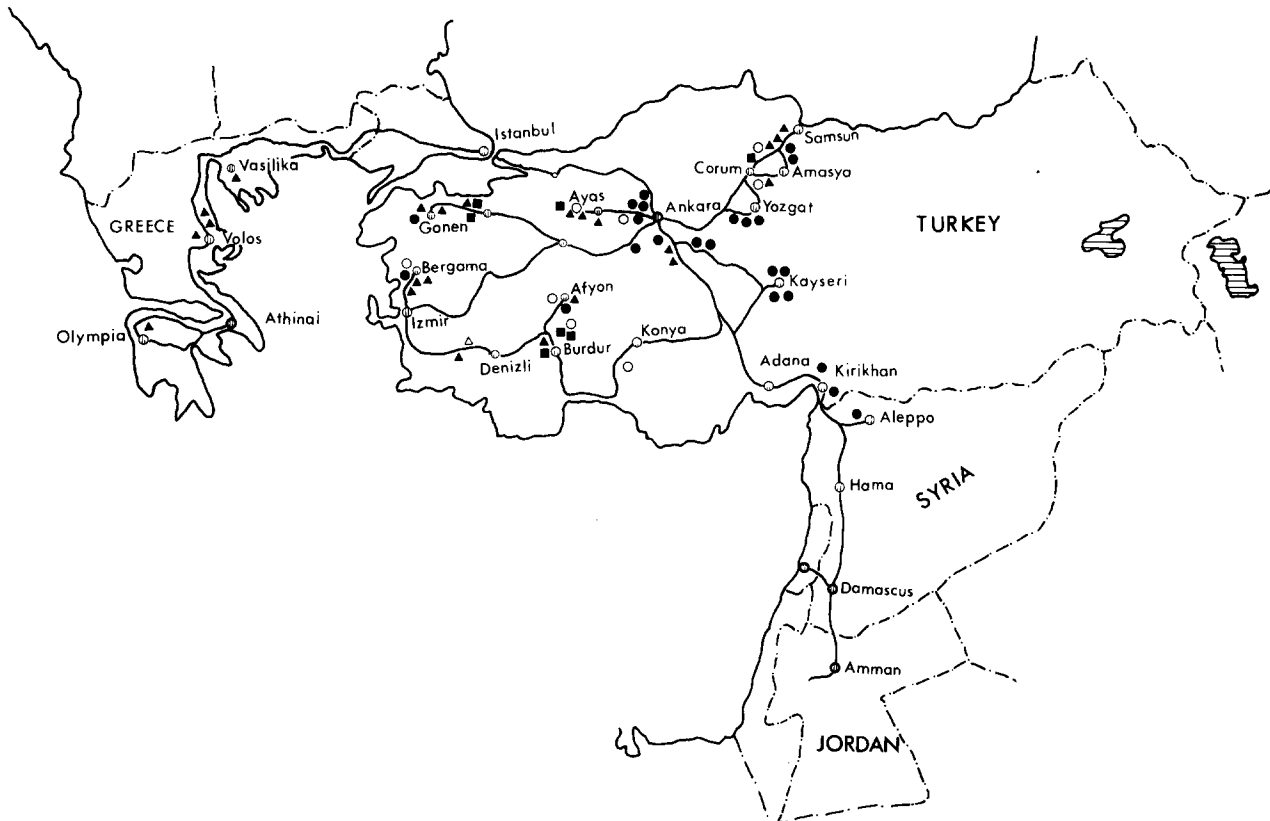 Istanbul
Samsun
Vasilika
Corum
Amasya
Ayas
Ankara
Yozgat
GREECE
Gonen
TURKEY
Volos
Bergama
Kayseri
Afyon
Olympia
Athinai
Izmir
Konya
Denizli
Burdur
Adana
Kirikhan
Aleppo
Hama
SYRIA
Damascus
Amman
JORDAN